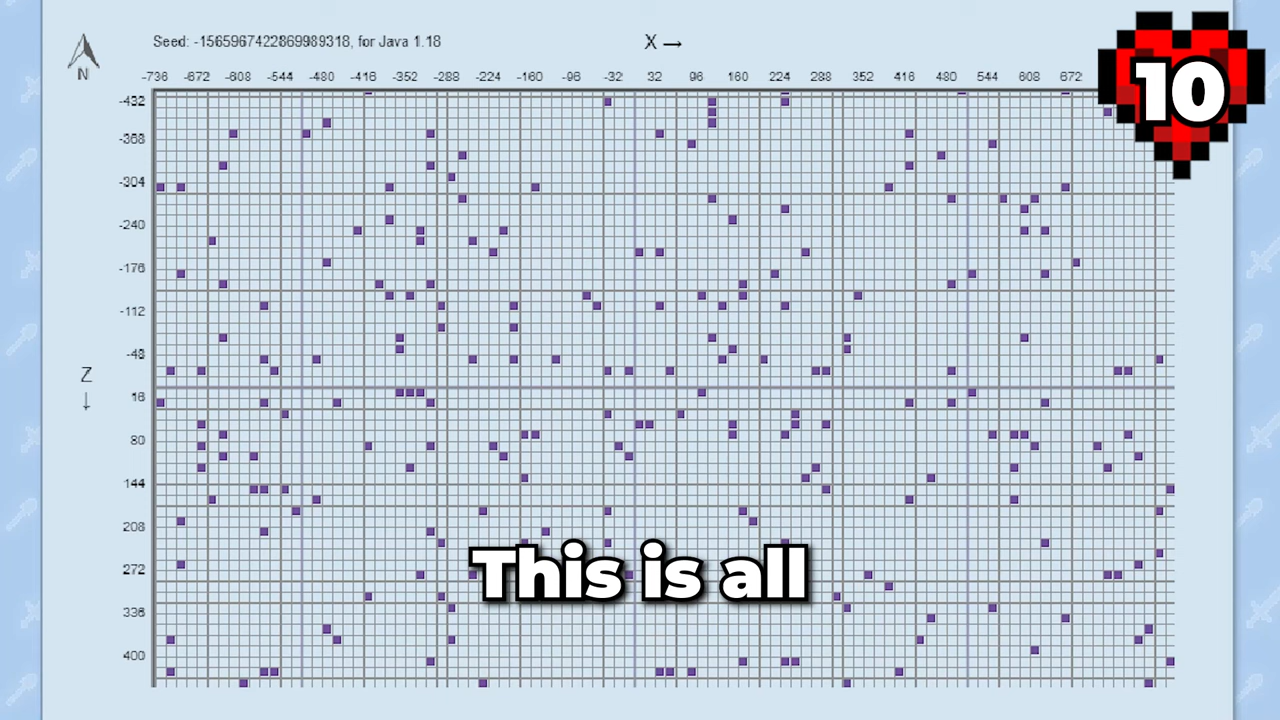 Seed: -1565967422869989318, for Java 1.18
X →
N
-736 -672 -608 -544 -480 -416 -352 -288 -224 -160 -96 -32 32 96 160 224 288 352 416 480 544 608 672
10
-432
-368
-304
-240
-176
-112
-48
Z
↓
16
80
144
208
272
336
400
This is all